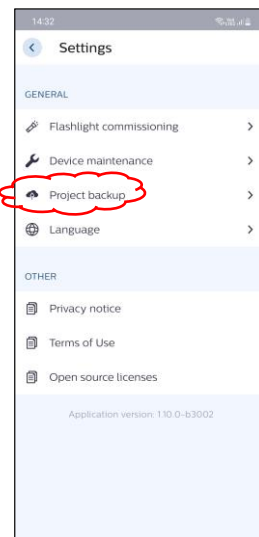 14:32
Settings
GENERAL
Flashlight commissioning
Device maintenance
Project backup
Language
OTHER
Privacy notice
Terms of Use
Open source licenses
Application version: 1.10.0-b3002